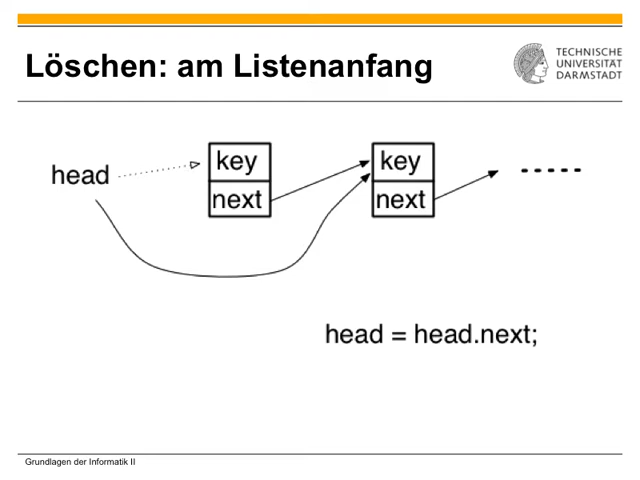 Löschen: am Listenanfang
TECHNISCHE
UNIVERSITÄT
DARMSTADT
head
key
next
key
next
head = head.next;
Grundlagen der Informatik II